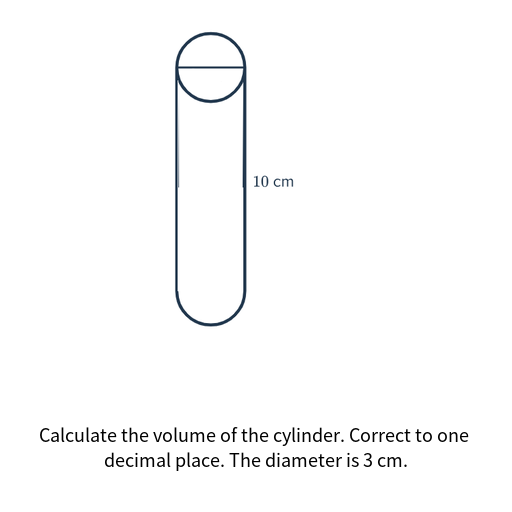 10 cm
Calculate the volume of the cylinder. Correct to one
decimal place. The diameter is 3 cm.